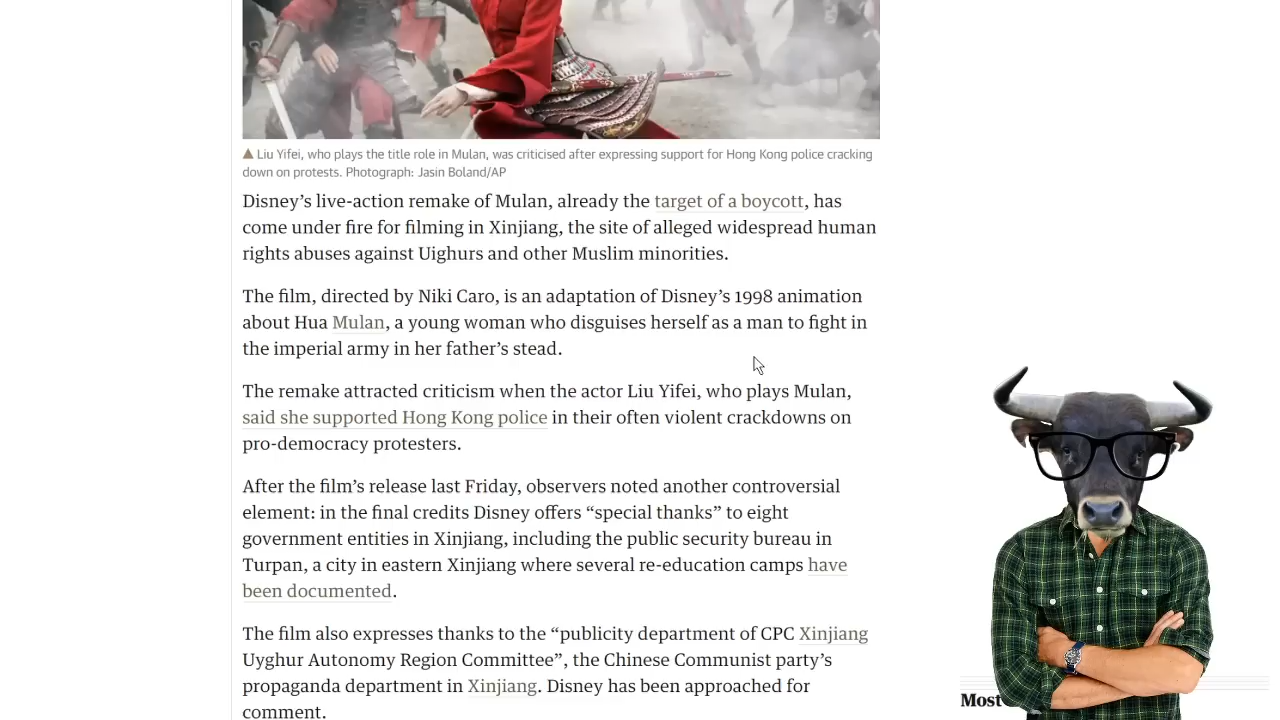 Liu Yifei, who plays the title role in Mulan, was criticised after expressing support for Hong Kong police cracking
down on protests. Photograph: Jasin Boland/AP
Disney’s live-action remake of Mulan, already the target of a boycott, has
come under fire for filming in Xinjiang, the site of alleged widespread human
rights abuses against Uighurs and other Muslim minorities.
The film, directed by Niki Caro, is an adaptation of Disney’s 1998 animation
about Hua Mulan, a young woman who disguises herself as a man to fight in
the imperial army in her father’s stead.
The remake attracted criticism when the actor Liu Yifei, who plays Mulan,
said she supported Hong Kong police in their often violent crackdowns on
pro-democracy protesters.
After the film’s release last Friday, observers noted another controversial
element: in the final credits Disney offers “special thanks” to eight
government entities in Xinjiang, including the public security bureau in
Turpan, a city in eastern Xinjiang where several re-education camps have
been documented.
The film also expresses thanks to the “publicity department of CPC Xinjiang
Uyghur Autonomy Region Committee”, the Chinese Communist party’s
propaganda department in Xinjiang. Disney has been approached for
comment.
Most